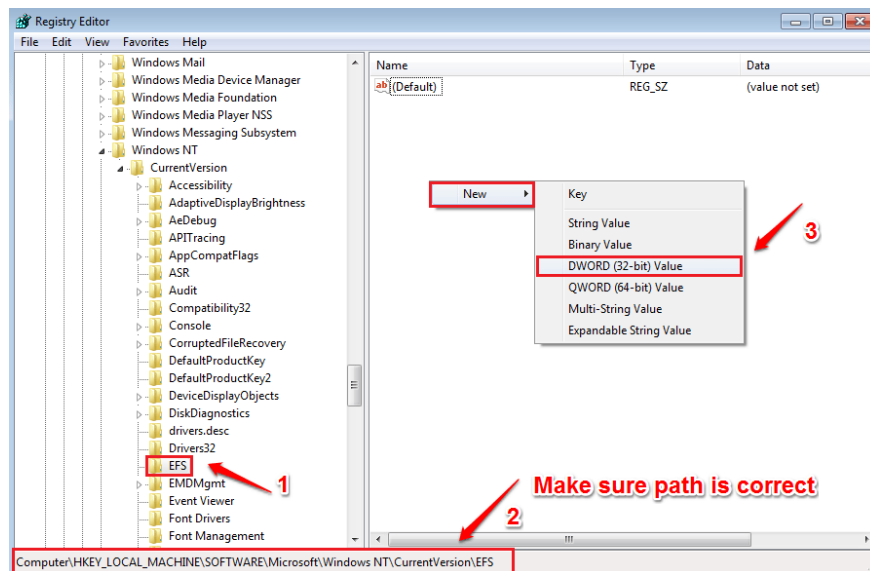 Registry Editor
File Edit View Favorites Help
Windows Mail
Windows Media Device Manager
Windows Media Foundation
Windows Media Player NSS
Windows Messaging Subsystem
Windows NT
CurrentVersion
Accessibility
AdaptiveDisplayBrightness
AeDebug
APITracing
AppCompatFlags
ASR
Audit
Compatibility32
Console
CorruptedFileRecovery
DefaultProductKey
DefaultProductKey2
DeviceDisplayObjects
DiskDiagnostics
drivers.desc
Drivers32
EFS
EMDMgmt
Event Viewer
Font Drivers
Font Management
1
Name Type Data
ab (Default) REG_SZ (value not set)
New
Key
String Value
Binary Value
DWORD (32-bit) Value
QWORD (64-bit) Value
Multi-String Value
Expandable String Value
3
Make sure path is correct
2
Computer\HKEY_LOCAL_MACHINE\SOFTWARE\Microsoft\Windows NT\CurrentVersion\EFS